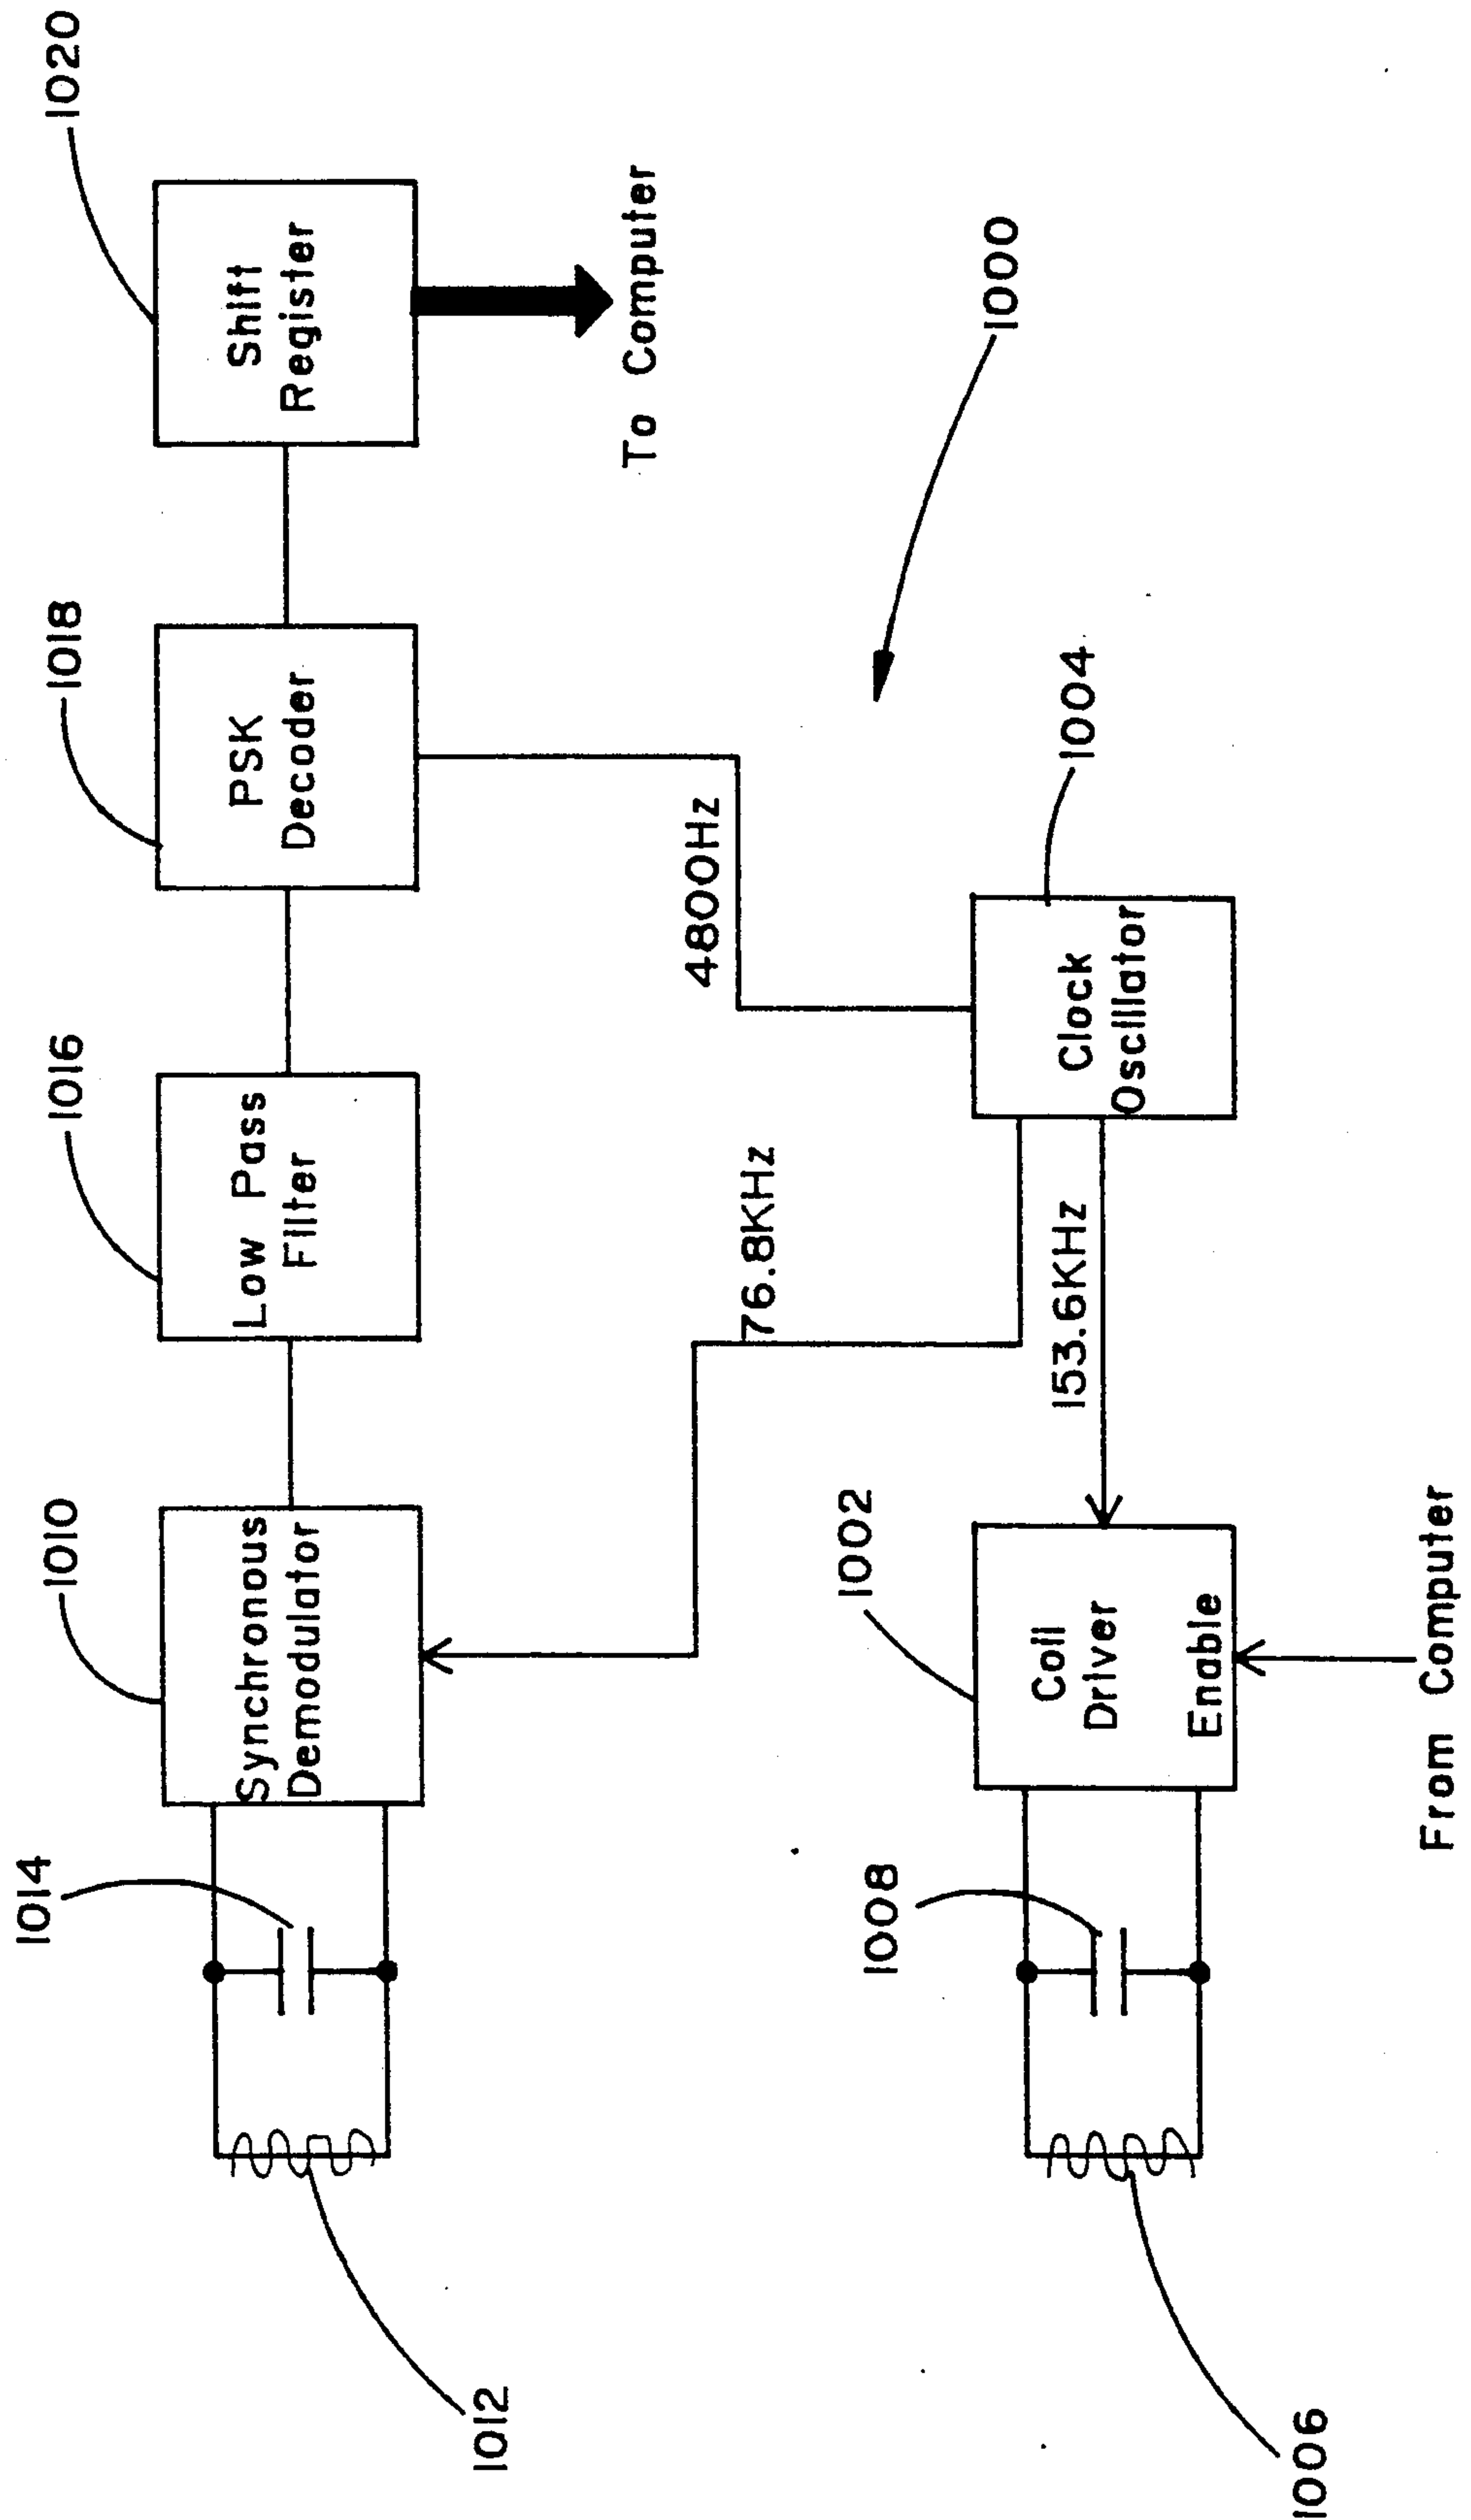 1014
1010
1016
1018
1020
Synchronous
Demodulator
Low Pass
Filter
PSK
Decoder
Shift
Register
1012
To Computer
4800Hz
76.8KHz
1000
1008
1002
153.6KHz
1004
Coil
Driver
Enable
Clock
Oscillator
1006
From Computer